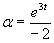 α = e^{3t} / -2